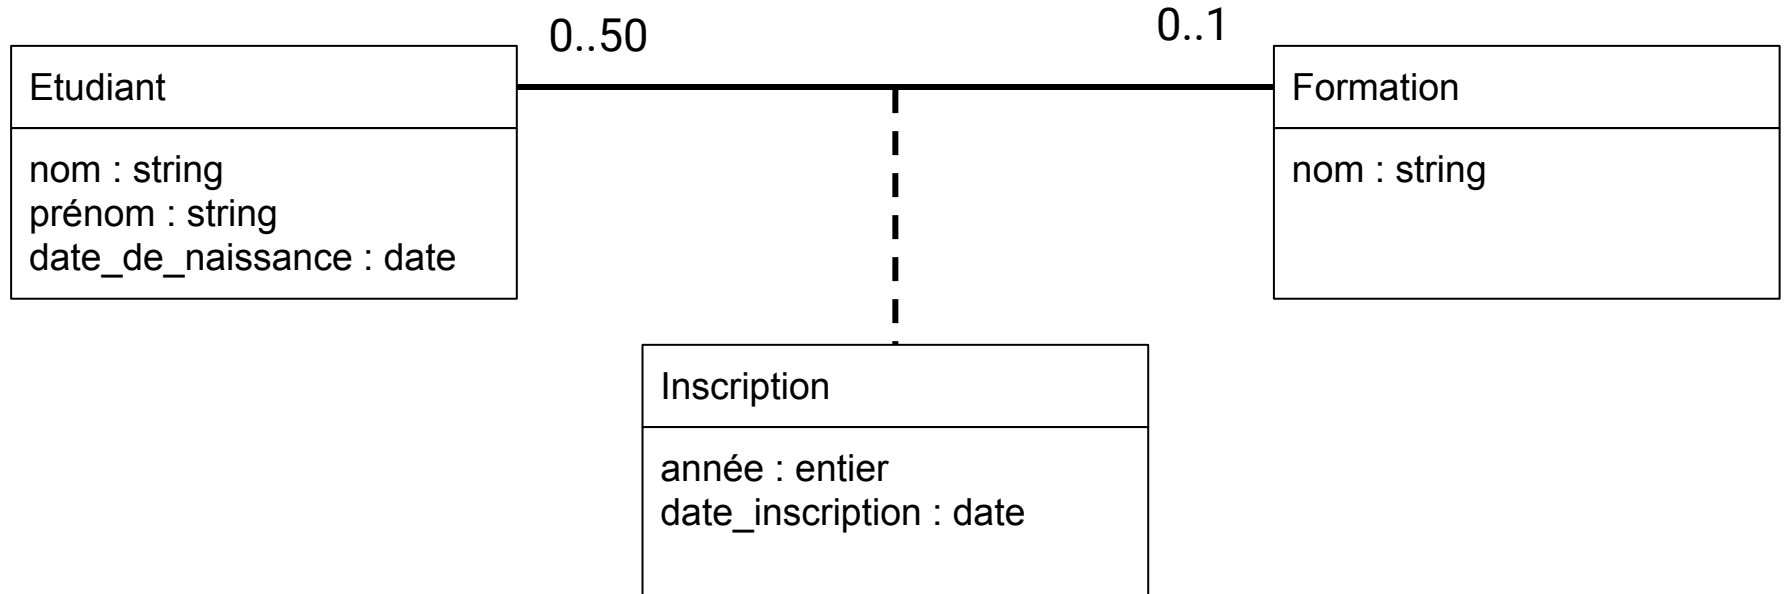 0..50
0..1
Etudiant
nom : string
prénom : string
date_de_naissance : date
Formation
nom : string
Inscription
année : entier
date_inscription : date